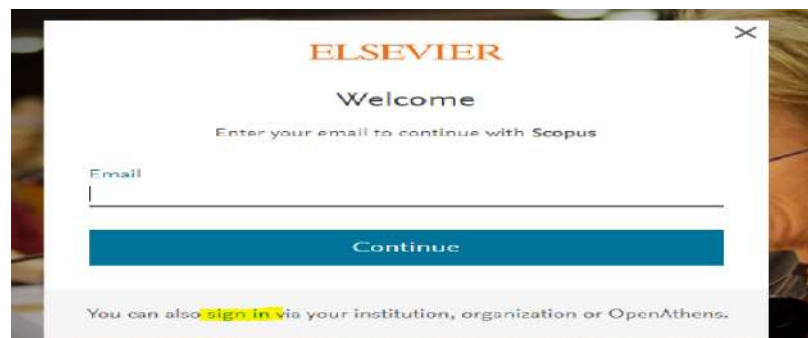 ELSEVIER
Welcome
Enter your email to continue with Scopus
Email
Continue
You can also sign in via your institution, organization or OpenAthens.